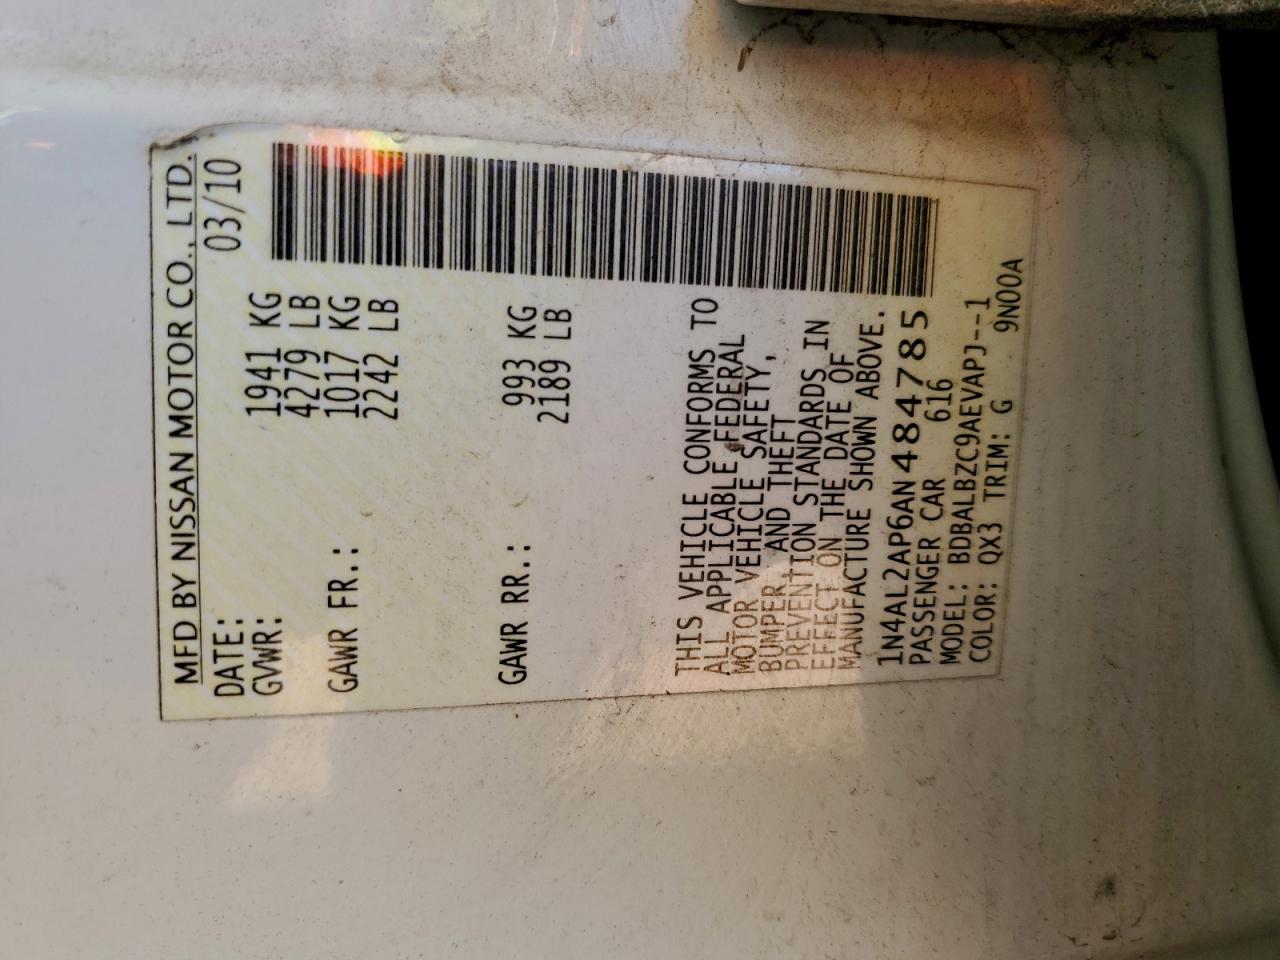 MFD BY NISSAN MOTOR CO., LTD.
DATE: 03/10
GVWR: 1941 KG
4279 LB
GAWR FR.: 1017 KG
2242 LB
GAWR RR.: 993 KG
2189 LB
THIS VEHICLE CONFORMS TO
ALL APPLICABLE FEDERAL
MOTOR VEHICLE SAFETY,
BUMPER, AND THEFT
PREVENTION STANDARDS IN
EFFECT ON THE DATE OF
MANUFACTURE SHOWN ABOVE.
1N4AL2AP6AN484785
PASSENGER CAR 616
MODEL: BDBALBZC9AEVAPJ--1
COLOR: QX3 TRIM: G 9N00A